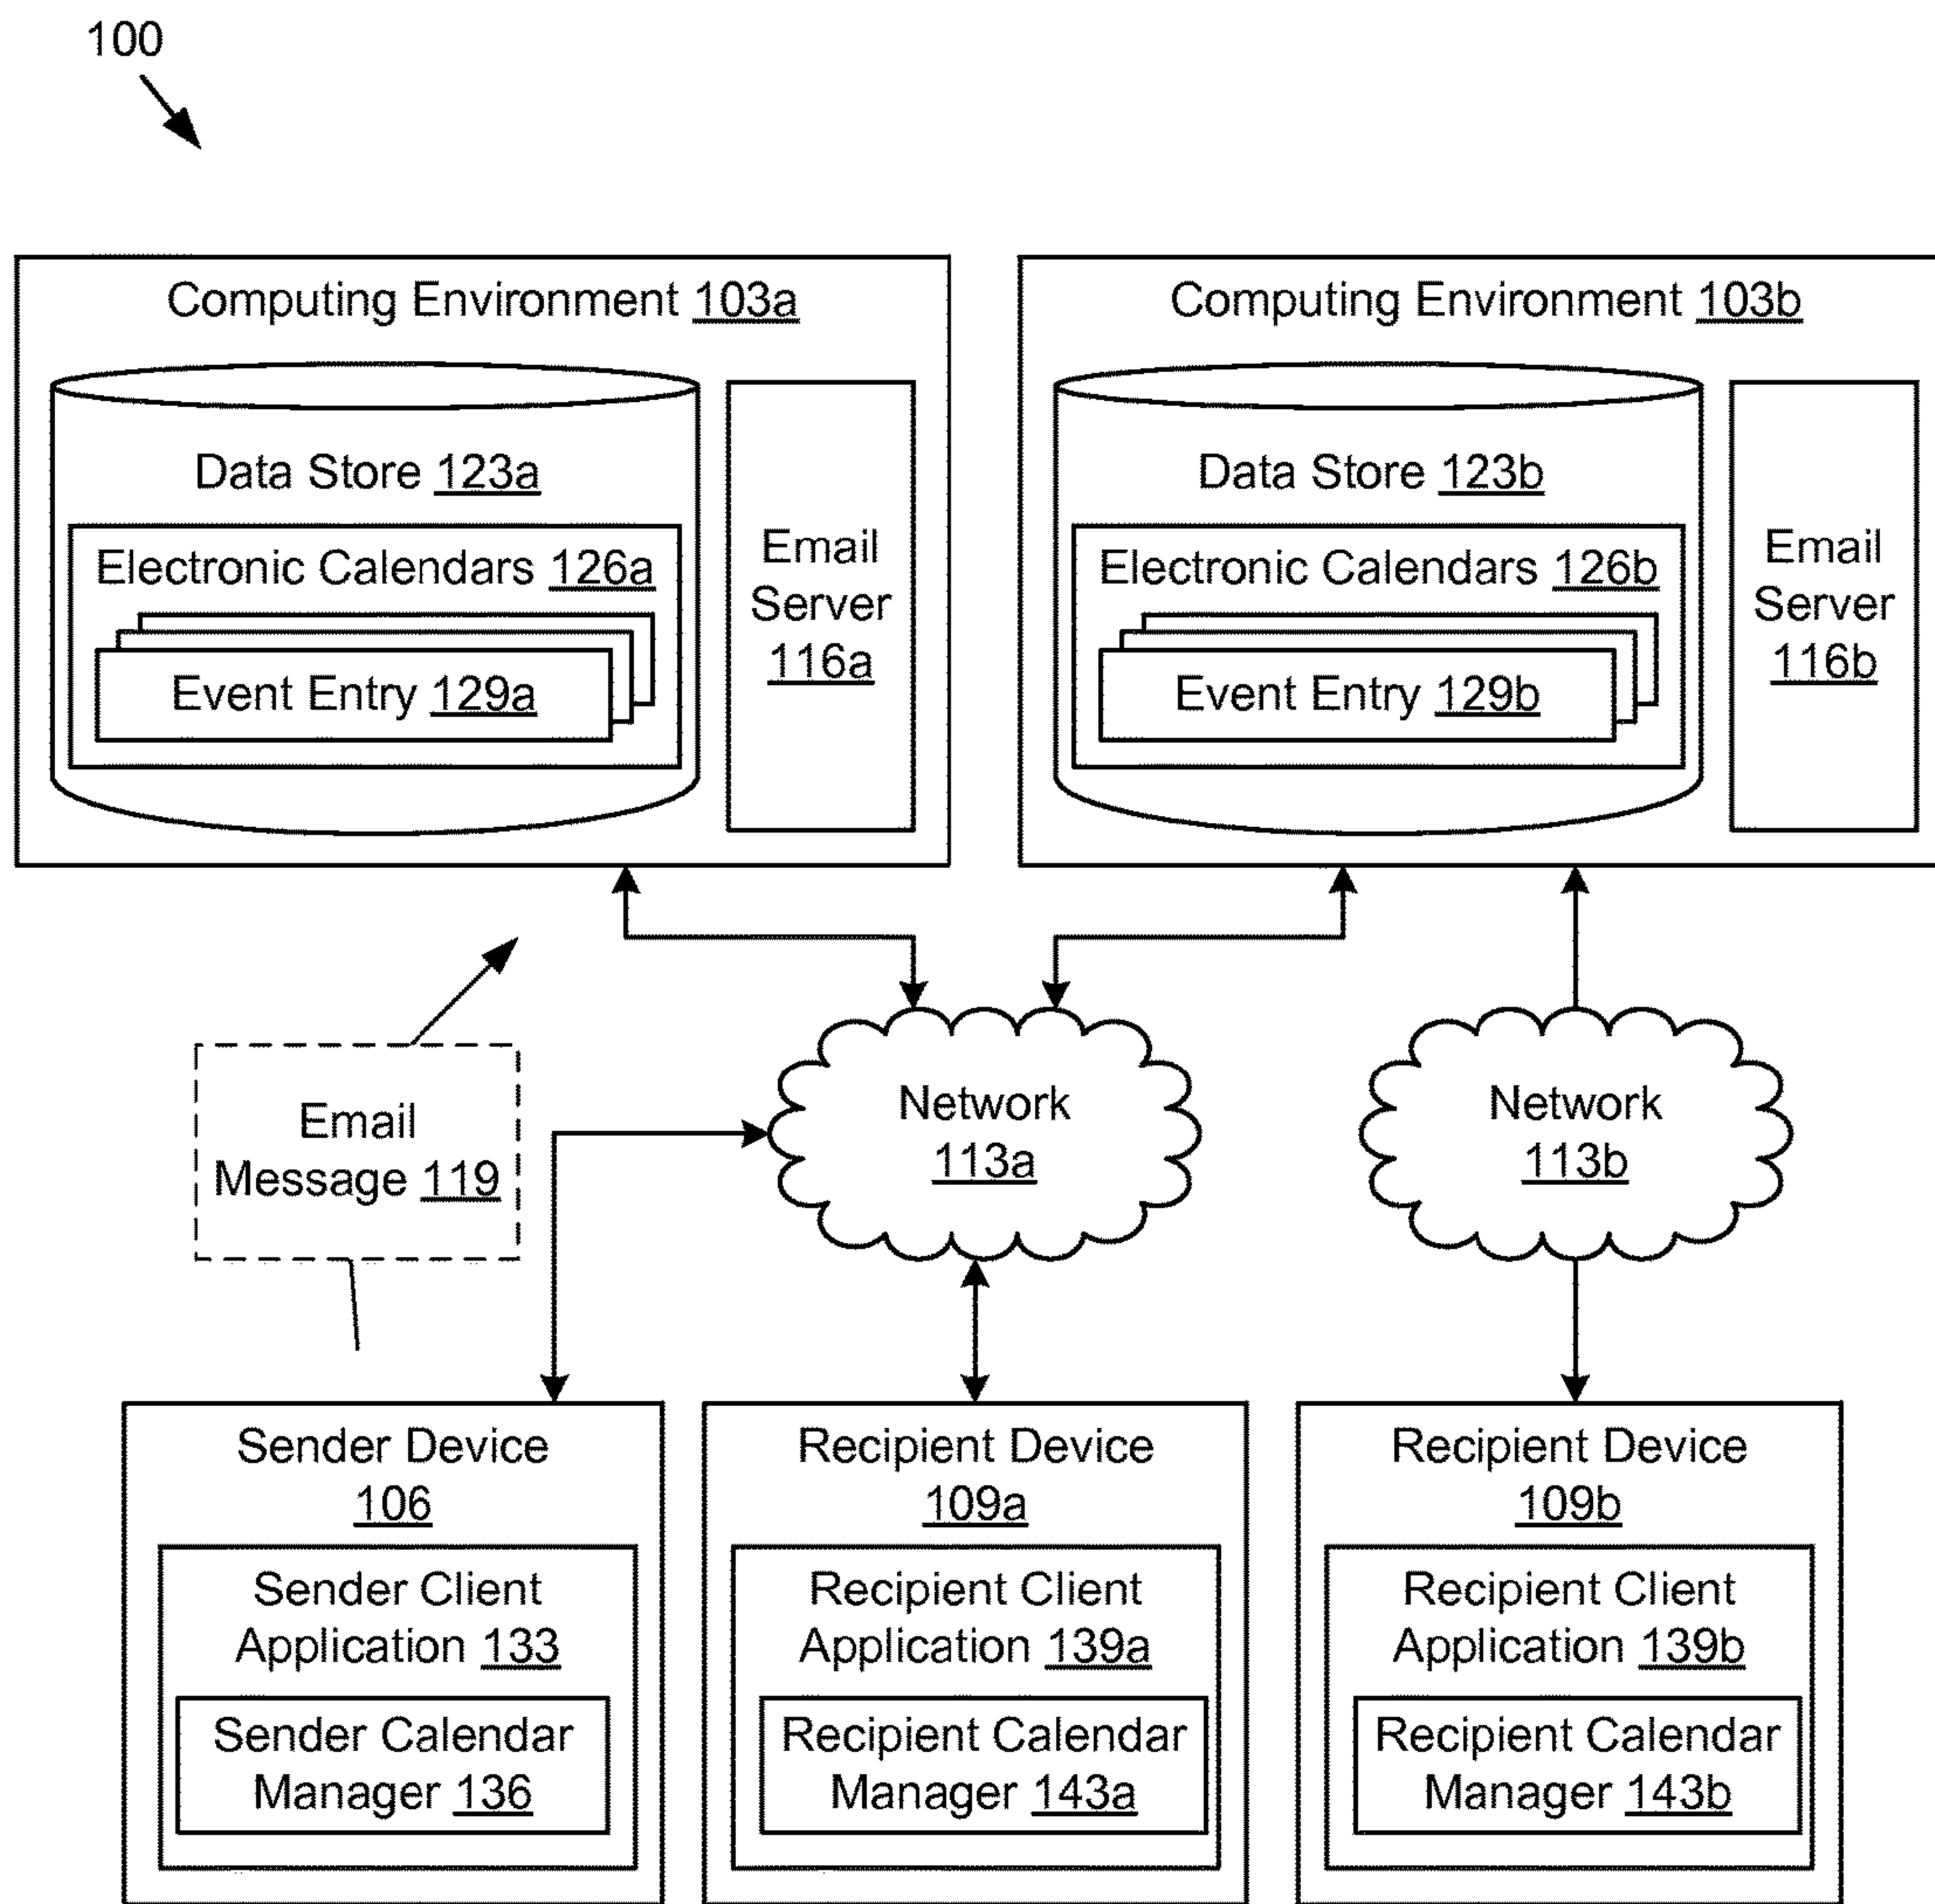 100
Computing Environment 103a
Data Store 123a
Electronic Calendars 126a
Event Entry 129a
Email
Server
116a
Computing Environment 103b
Data Store 123b
Electronic Calendars 126b
Event Entry 129b
Email
Server
116b
Email
Message 119
Network
113a
Network
113b
Sender Device
106
Sender Client
Application 133
Sender Calendar
Manager 136
Recipient Device
109a
Recipient Client
Application 139a
Recipient Calendar
Manager 143a
Recipient Device
109b
Recipient Client
Application 139b
Recipient Calendar
Manager 143b